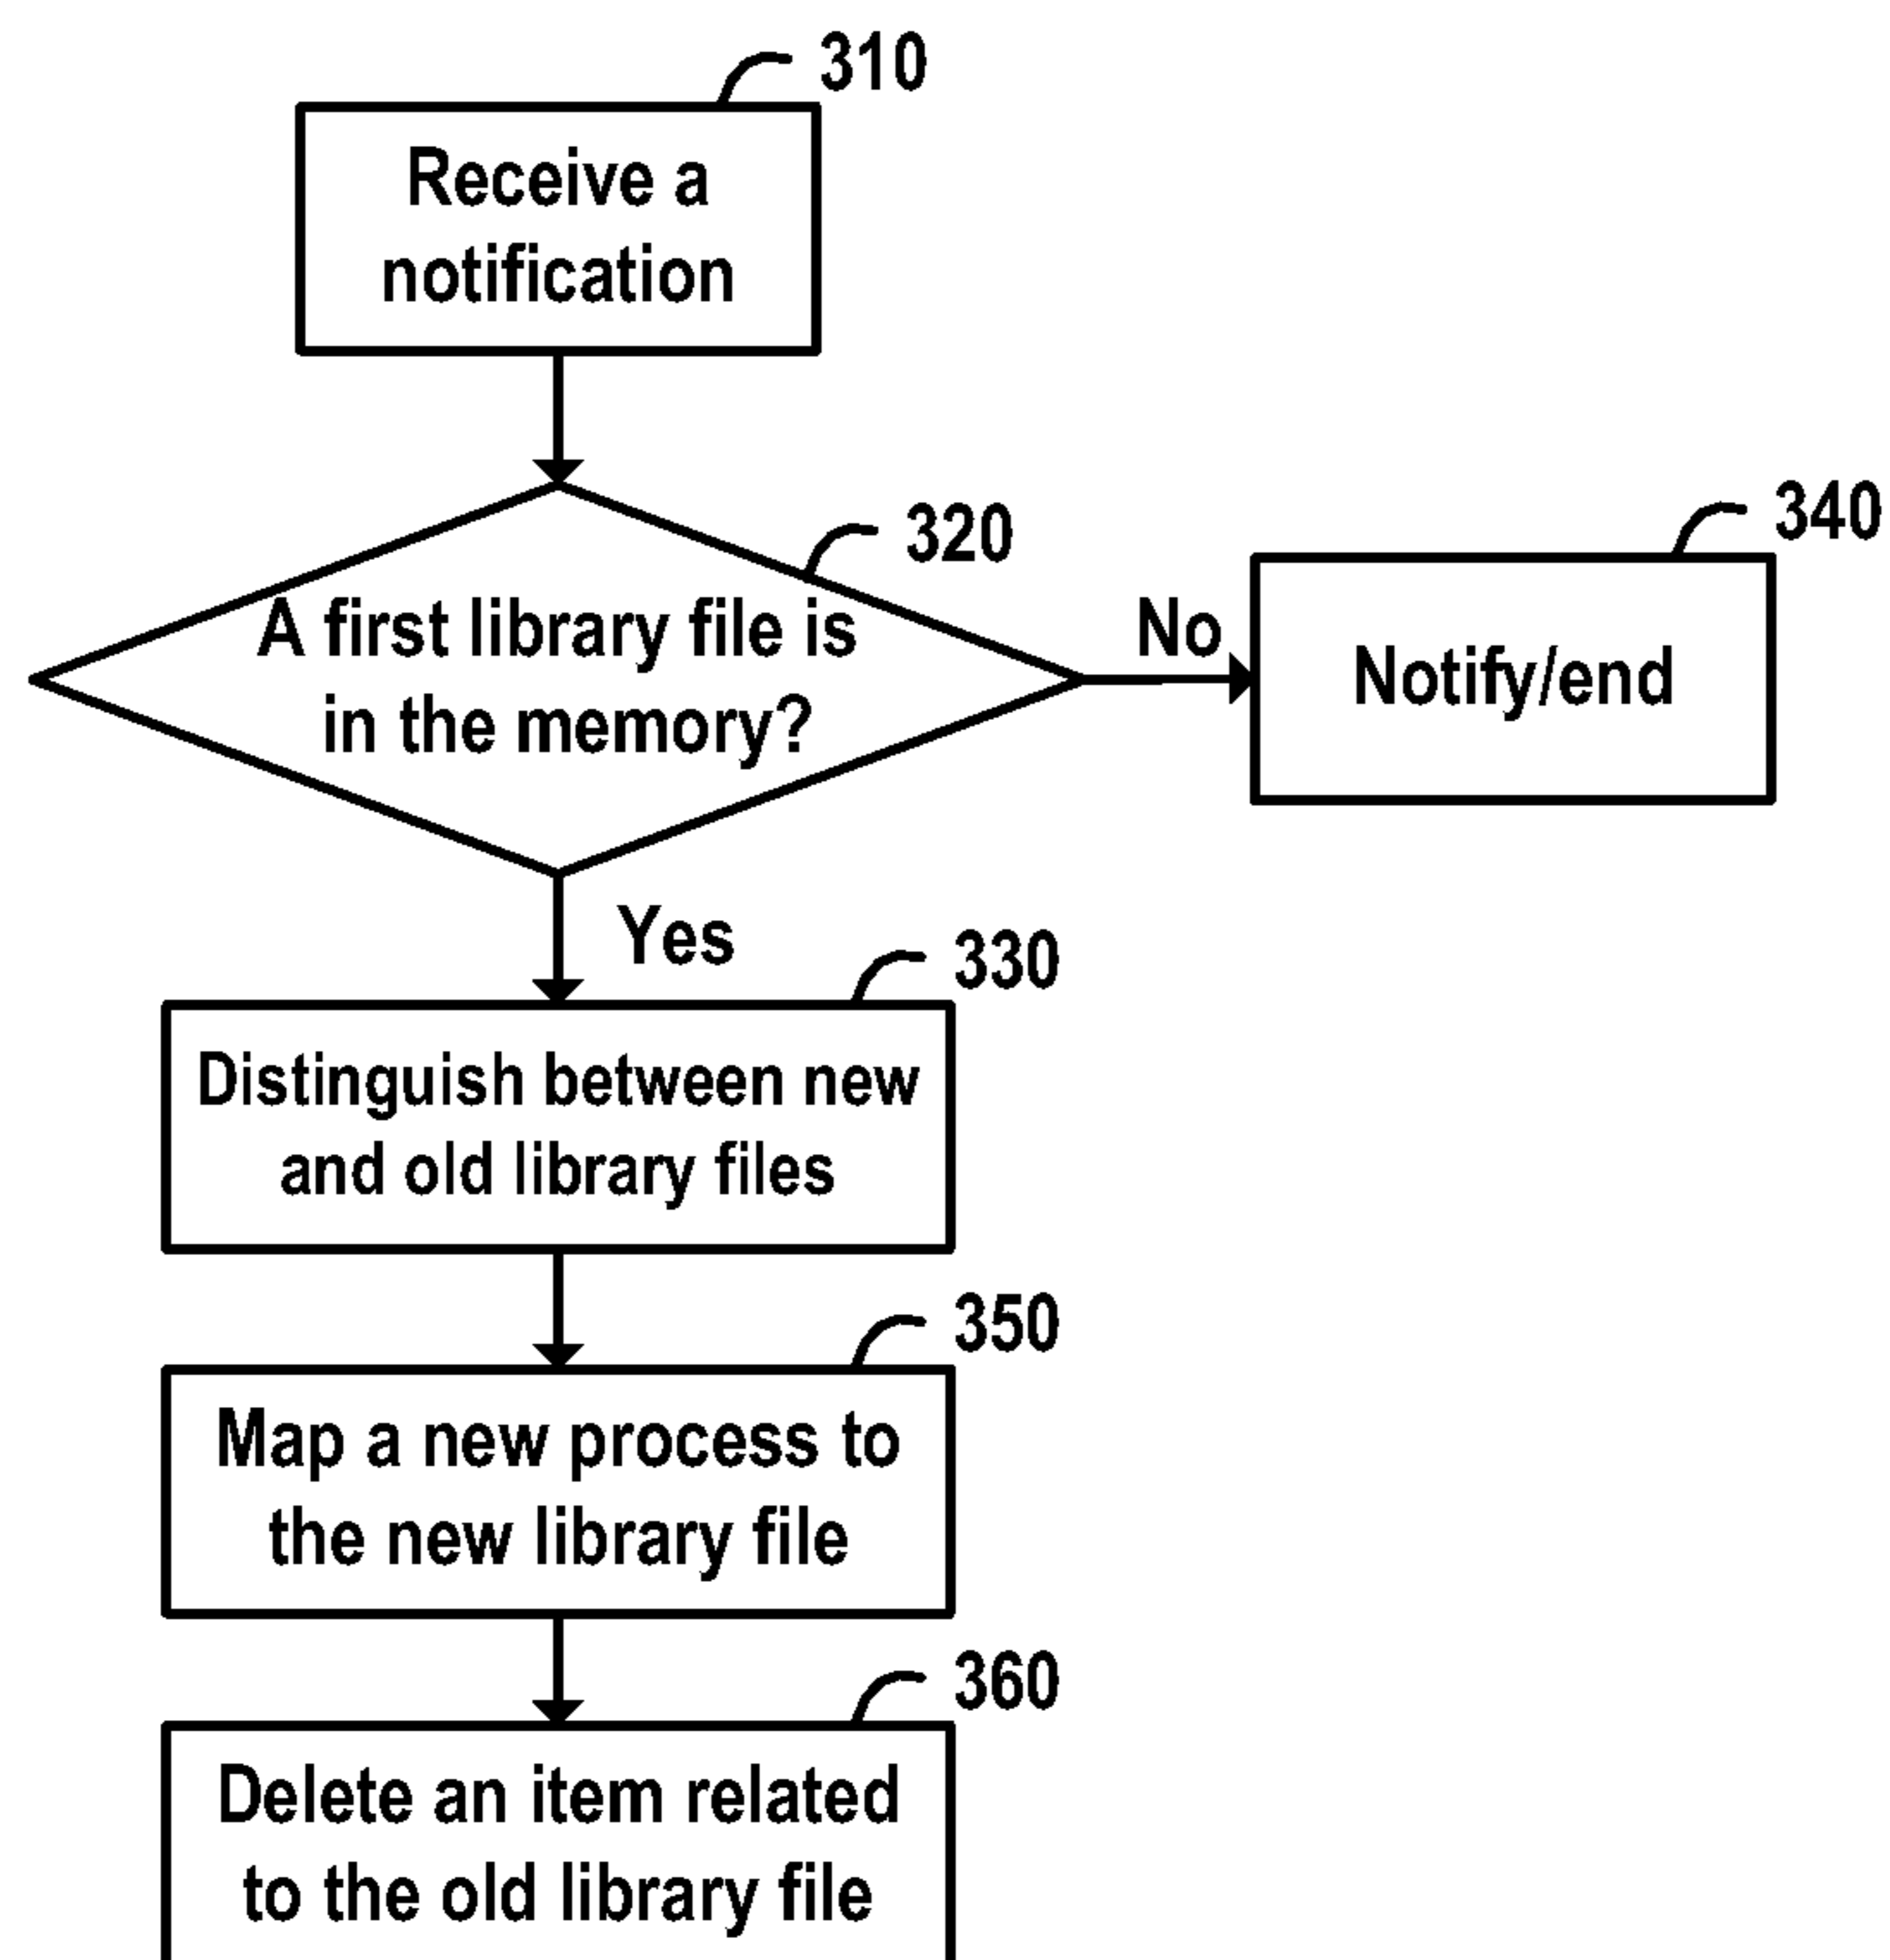 310
Receive a
notification
320
A first library file is
in the memory?
No
340
Notify/end
Yes
330
Distinguish between new
and old library files
350
Map a new process to
the new library file
360
Delete an item related
to the old library file